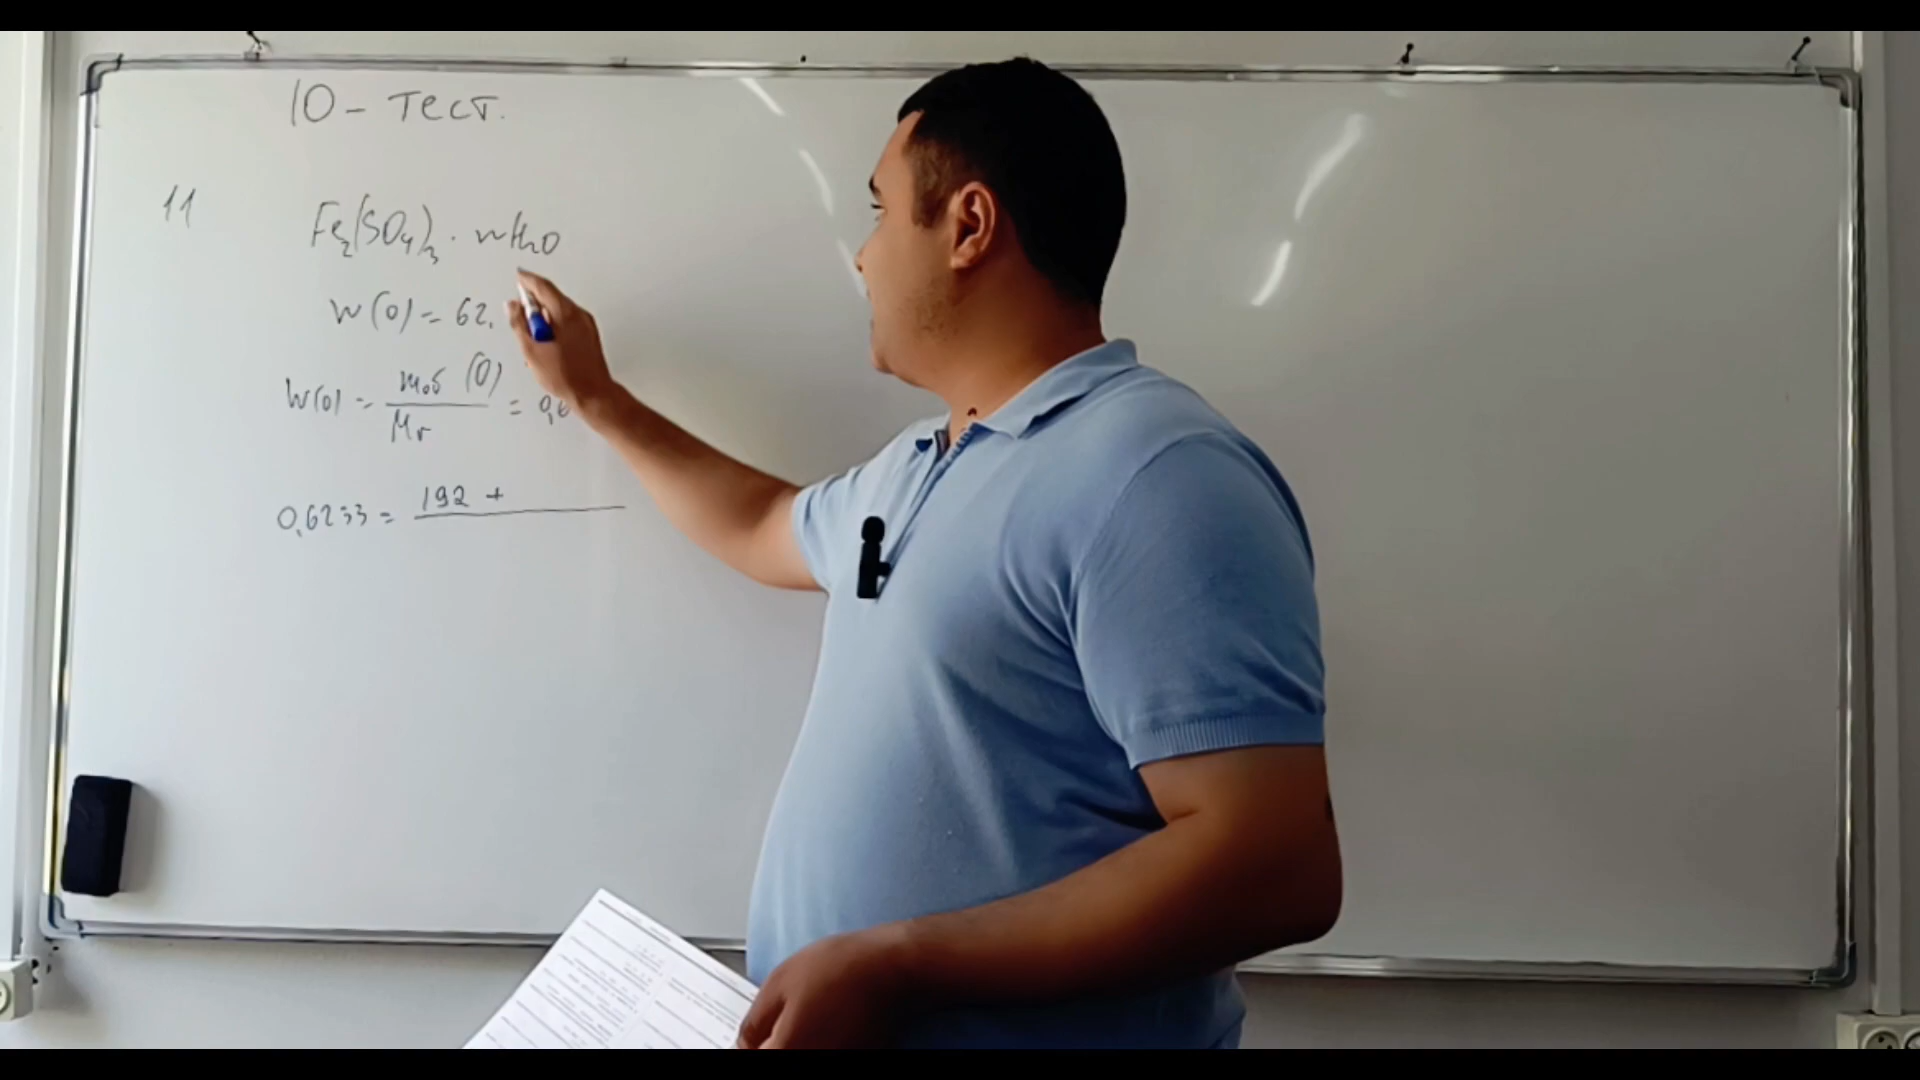 10 - тест.
11
Fe₂(SO₄)₃ · nH₂O
W(O) = 62,
W(O) = mоб (O) / Mr = 0,6
0,6233 = 192 +